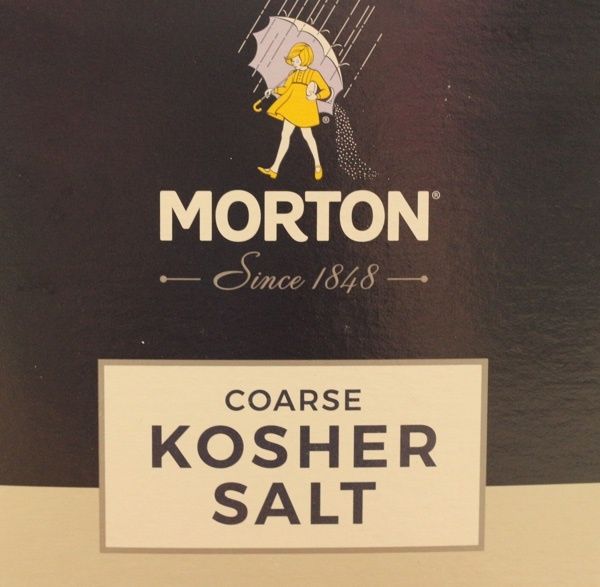 MORTON®
Since 1848
COARSE
KOSHER
SALT